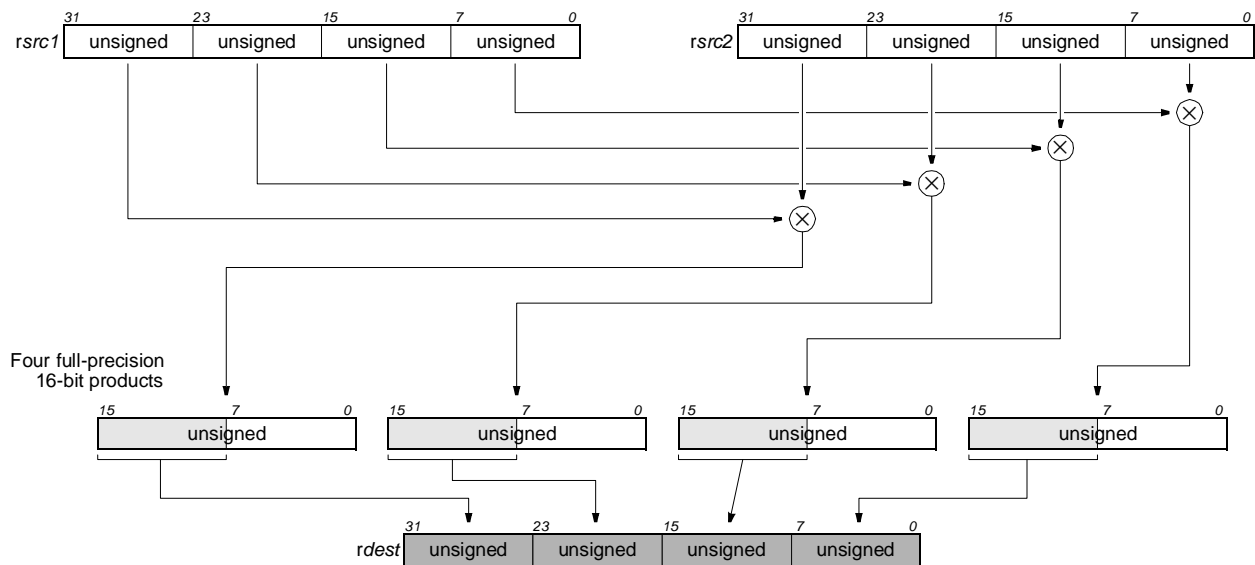 31 23 15 7 0 31 23 15 7 0
rsrc1 unsigned unsigned unsigned unsigned rsrc2 unsigned unsigned unsigned unsigned
Four full-precision
16-bit products
15 7 0 15 7 0 15 7 0 15 7 0
unsigned unsigned unsigned unsigned
31 23 15 7 0
rdest unsigned unsigned unsigned unsigned